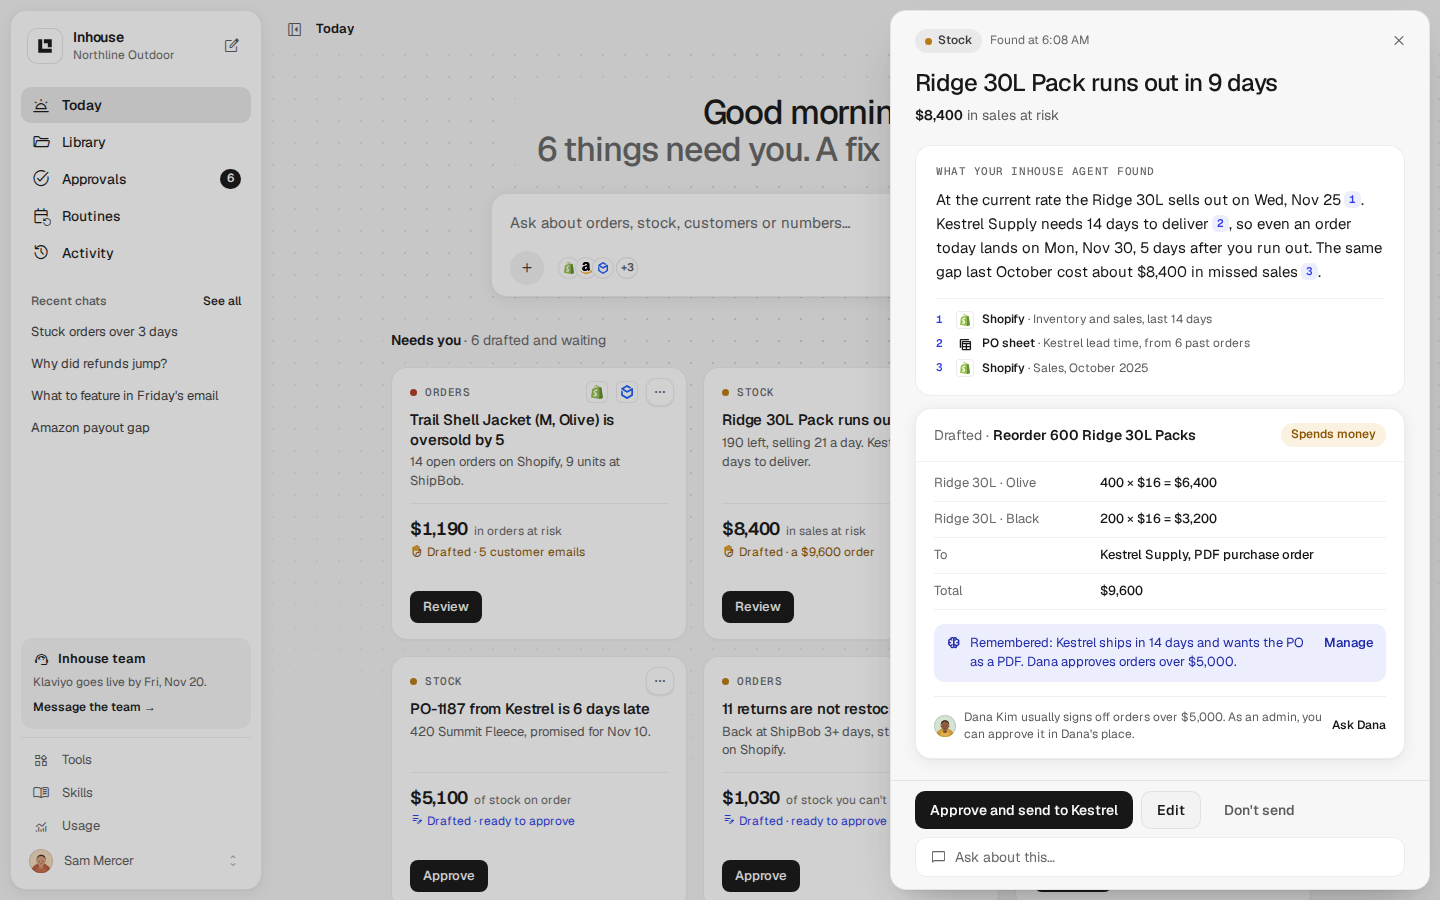 Inhouse
Northline Outdoor
Today
Library
Approvals 6
Routines
Activity
Recent chats See all
Stuck orders over 3 days
Why did refunds jump?
What to feature in Friday's email
Amazon payout gap
Inhouse team
Klaviyo goes live by Fri, Nov 20.
Message the team →
Tools
Skills
Usage
Sam Mercer
Today
Good mornin
6 things need you. A fix
Ask about orders, stock, customers or numbers...
+3
Needs you · 6 drafted and waiting
ORDERS
Trail Shell Jacket (M, Olive) is
oversold by 5
14 open orders on Shopify, 9 units at
ShipBob.
$1,190 in orders at risk
Drafted · 5 customer emails
Review
STOCK
Ridge 30L Pack runs ou
190 left, selling 21 a day. Kest
days to deliver.
$8,400 in sales at risk
Drafted · a $9,600 order
Review
STOCK
PO-1187 from Kestrel is 6 days late
420 Summit Fleece, promised for Nov 10.
$5,100 of stock on order
Drafted · ready to approve
Approve
ORDERS
11 returns are not restoc
Back at ShipBob 3+ days, st
on Shopify.
$1,030 of stock you can't
Drafted · ready to approve
Approve
Stock Found at 6:08 AM
Ridge 30L Pack runs out in 9 days
$8,400 in sales at risk
WHAT YOUR INHOUSE AGENT FOUND
At the current rate the Ridge 30L sells out on Wed, Nov 25 1.
Kestrel Supply needs 14 days to deliver 2, so even an order
today lands on Mon, Nov 30, 5 days after you run out. The same
gap last October cost about $8,400 in missed sales 3.
1 Shopify · Inventory and sales, last 14 days
2 PO sheet · Kestrel lead time, from 6 past orders
3 Shopify · Sales, October 2025
Drafted · Reorder 600 Ridge 30L Packs Spends money
Ridge 30L · Olive 400 × $16 = $6,400
Ridge 30L · Black 200 × $16 = $3,200
To Kestrel Supply, PDF purchase order
Total $9,600
Remembered: Kestrel ships in 14 days and wants the PO Manage
as a PDF. Dana approves orders over $5,000.
Dana Kim usually signs off orders over $5,000. As an admin, you Ask Dana
can approve it in Dana's place.
Approve and send to Kestrel Edit Don't send
Ask about this...